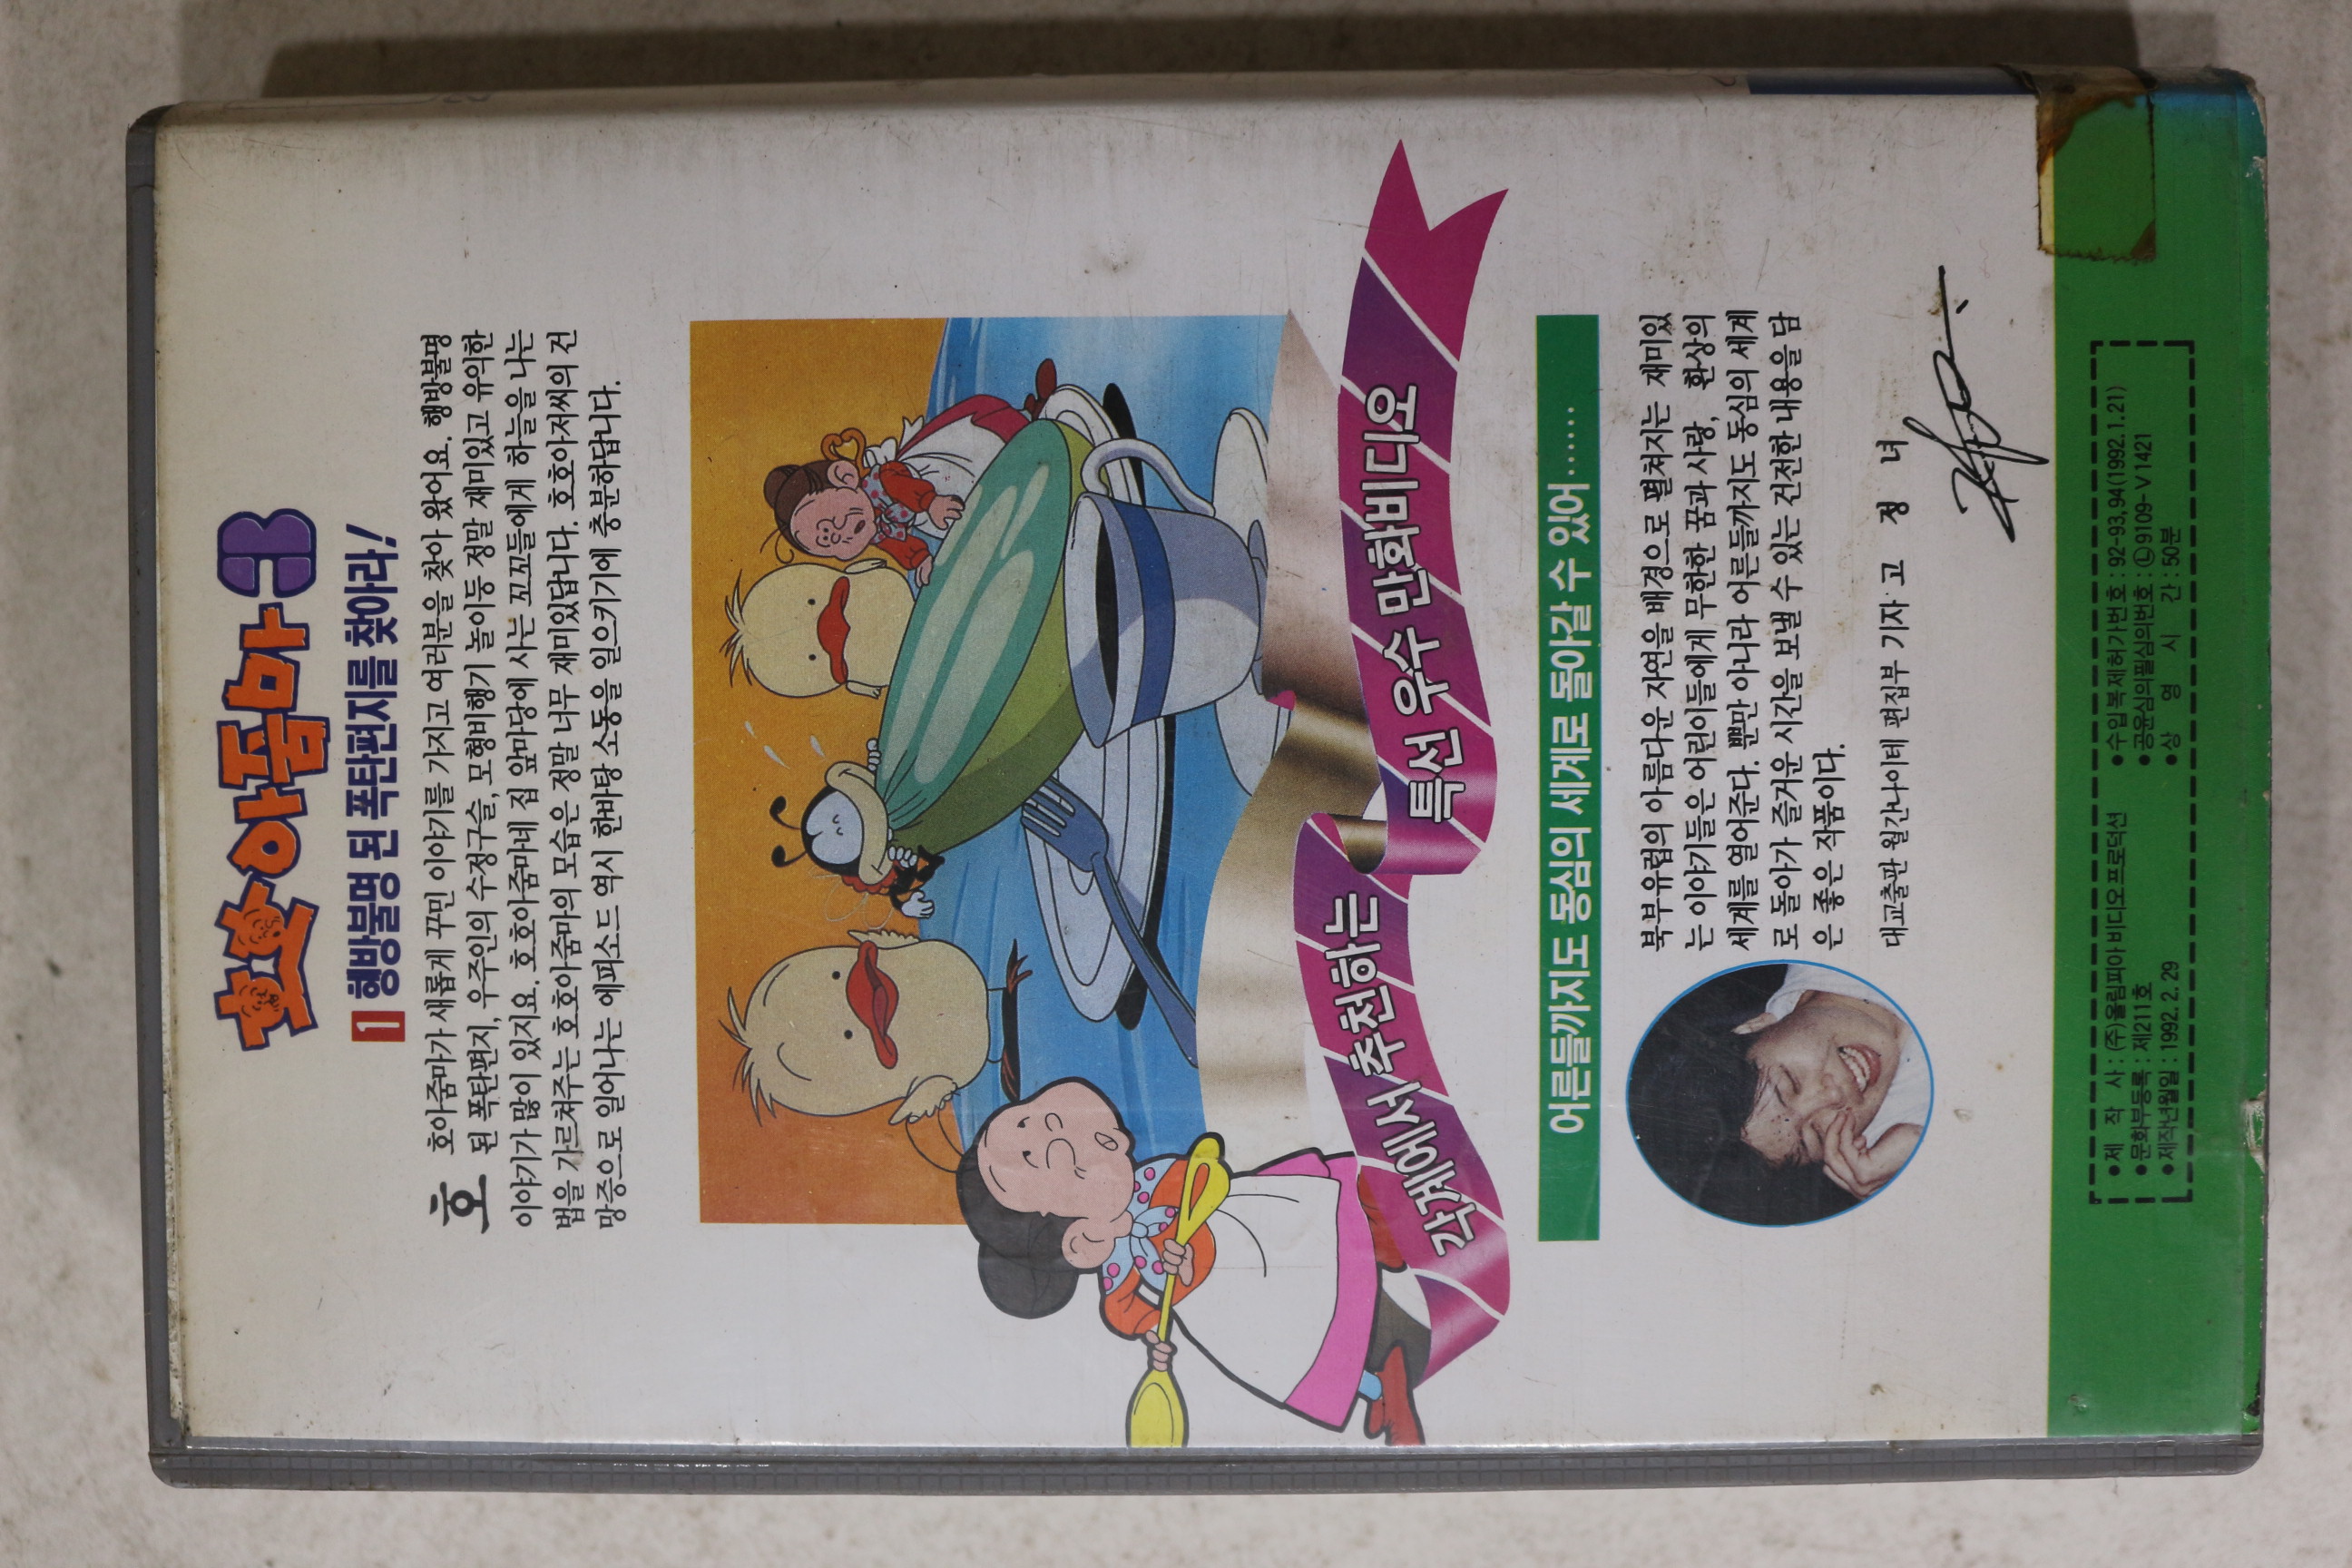 호호아줌마 3
1 행방불명 된 폭탄편지를 찾아라!
호호아줌마가 새롭게 꾸민 이야기를 가지고 여러분을 찾아 왔어요. 행방불명
된 폭탄편지, 우주인의 수정구슬, 모형비행기 놀이등 정말 재미있고 유익한
이야기가 많이 있지요. 호호아줌마네 집 앞마당에 사는 꼬꼬들에게 하늘을 나는
법을 가르쳐주는 호호아줌마의 모습은 정말 너무 재미있답니다. 호호아저씨의 건
망증으로 일어나는 에피소드 역시 한바탕 소동을 일으키기에 충분하답니다.
각계에서 추천하는 특선 우수 만화비디오
어른들까지도 동심의 세계로 돌아갈 수 있어……
북부유럽의 아름다운 자연을 배경으로 펼쳐지는 재미있
는 이야기들은 어린이들에게 무한한 꿈과 사랑, 환상의
세계를 열어준다. 뿐만 아니라 어른들까지도 동심의 세계
로 돌아가 즐거운 시간을 보낼 수 있는 건전한 내용을 담
은 좋은 작품이다.
대교출판 월간나이테 편집부 기자 고 정 녀
●제 작 사 : (주)올림피아 비디오 프로덕션
●문화부등록 : 제211호
●제작년월일 : 1992. 2. 29
●수입복제허가번호 : 92-93,94(1992.1.21)
●공윤심의필심의번호 : Ⓛ9109-V1421
●상 영 시 간 : 50분